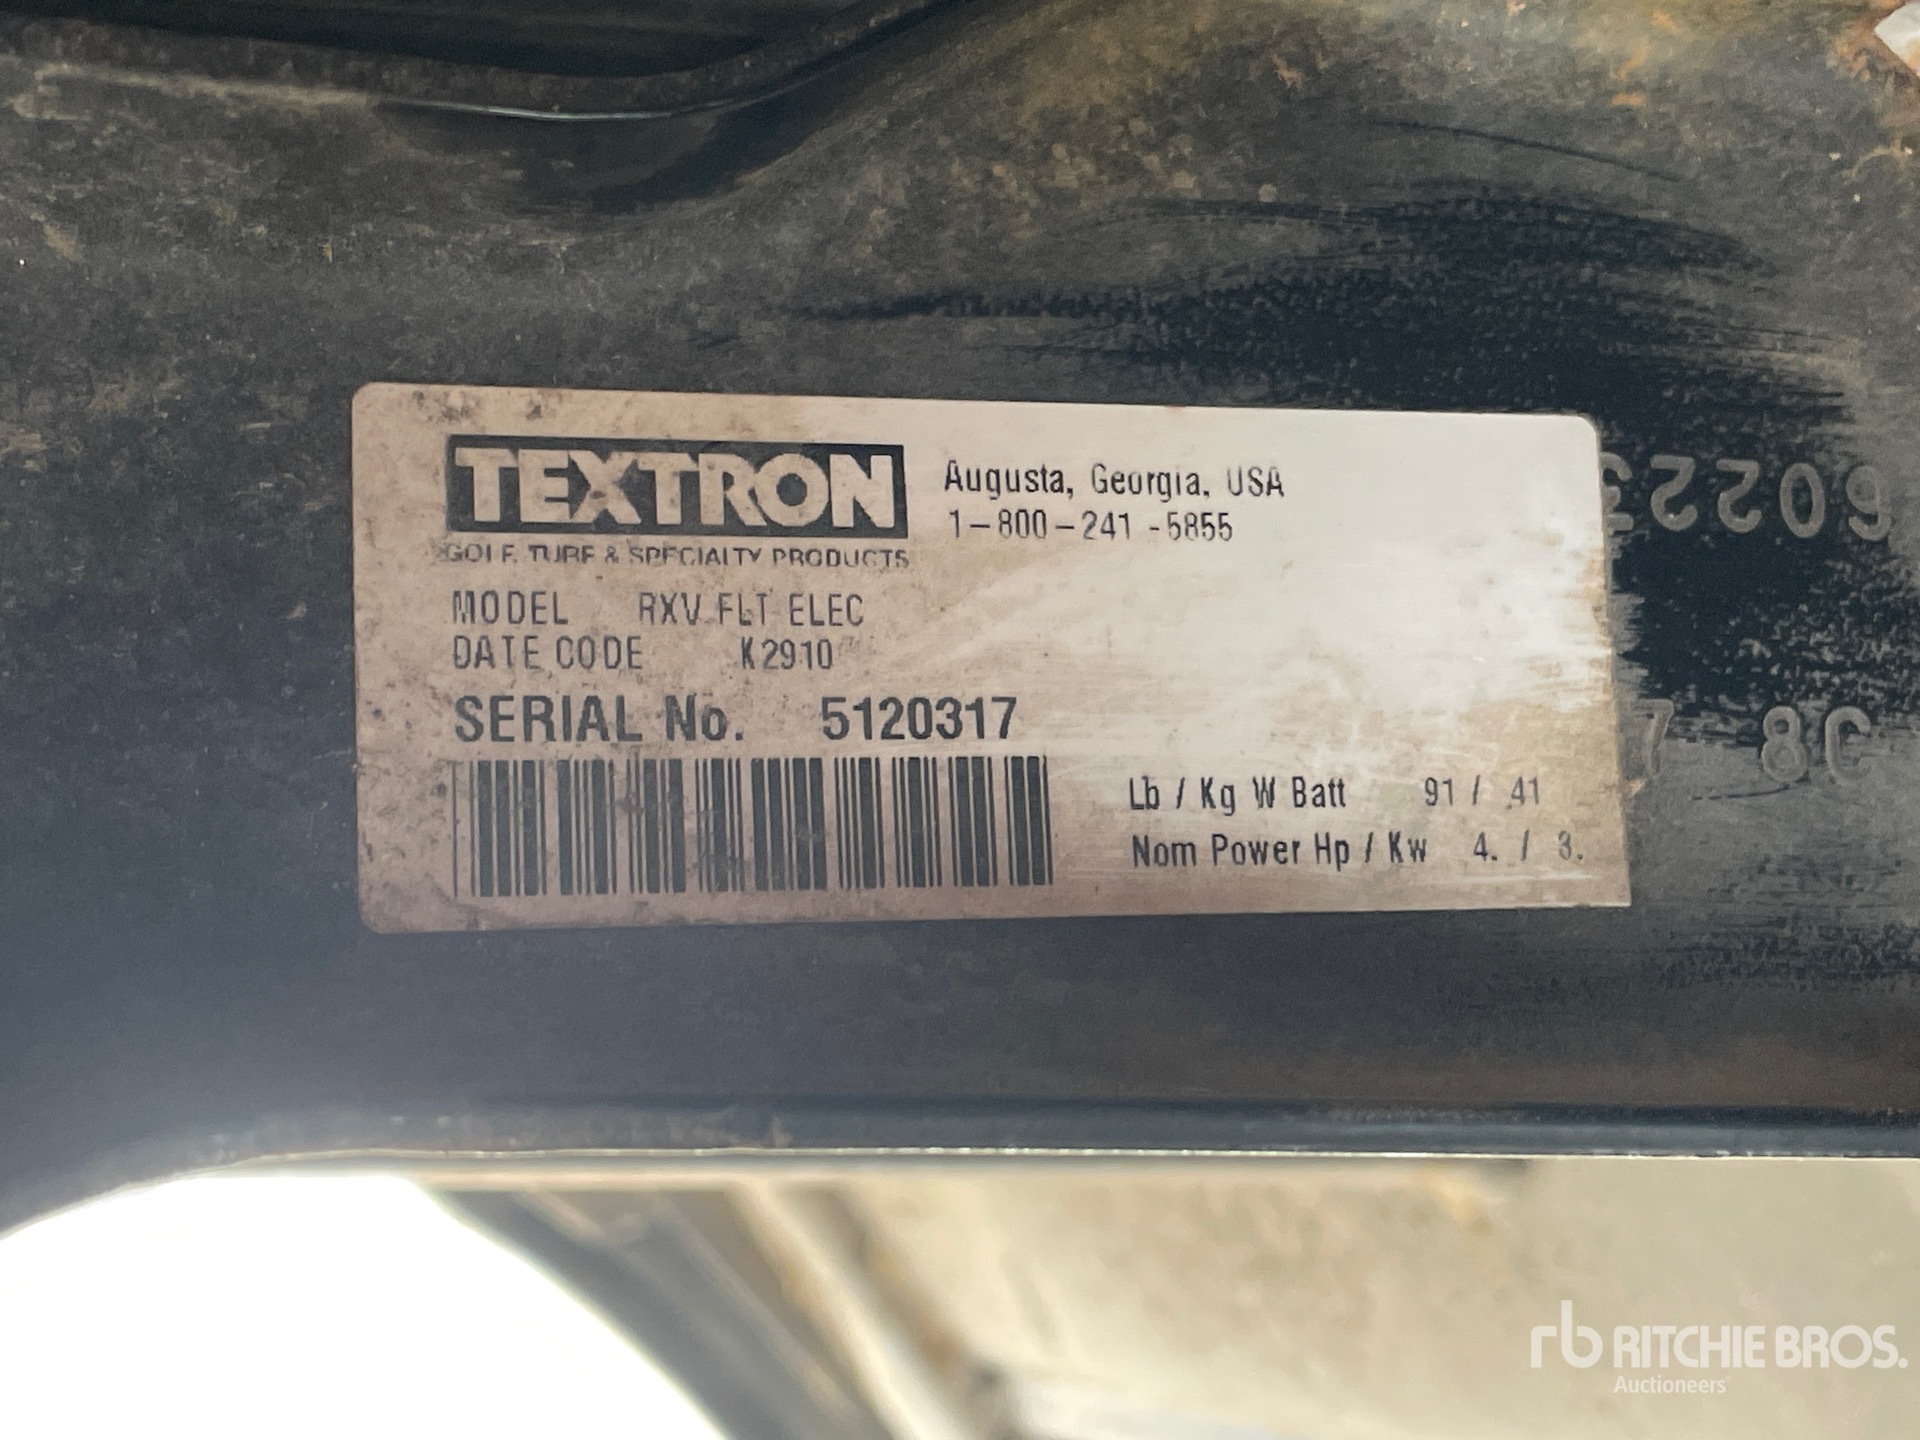 TEXTRON
GOLF, TURF & SPECIALTY PRODUCTS
Augusta, Georgia, USA
1-800-241-5855
MODEL RXV FLT ELEC
DATE CODE K2910
SERIAL No. 5120317
Lb / Kg W Batt 91 / 41
Nom Power Hp / Kw 4. / 3.
rb RITCHIE BROS.
Auctioneers